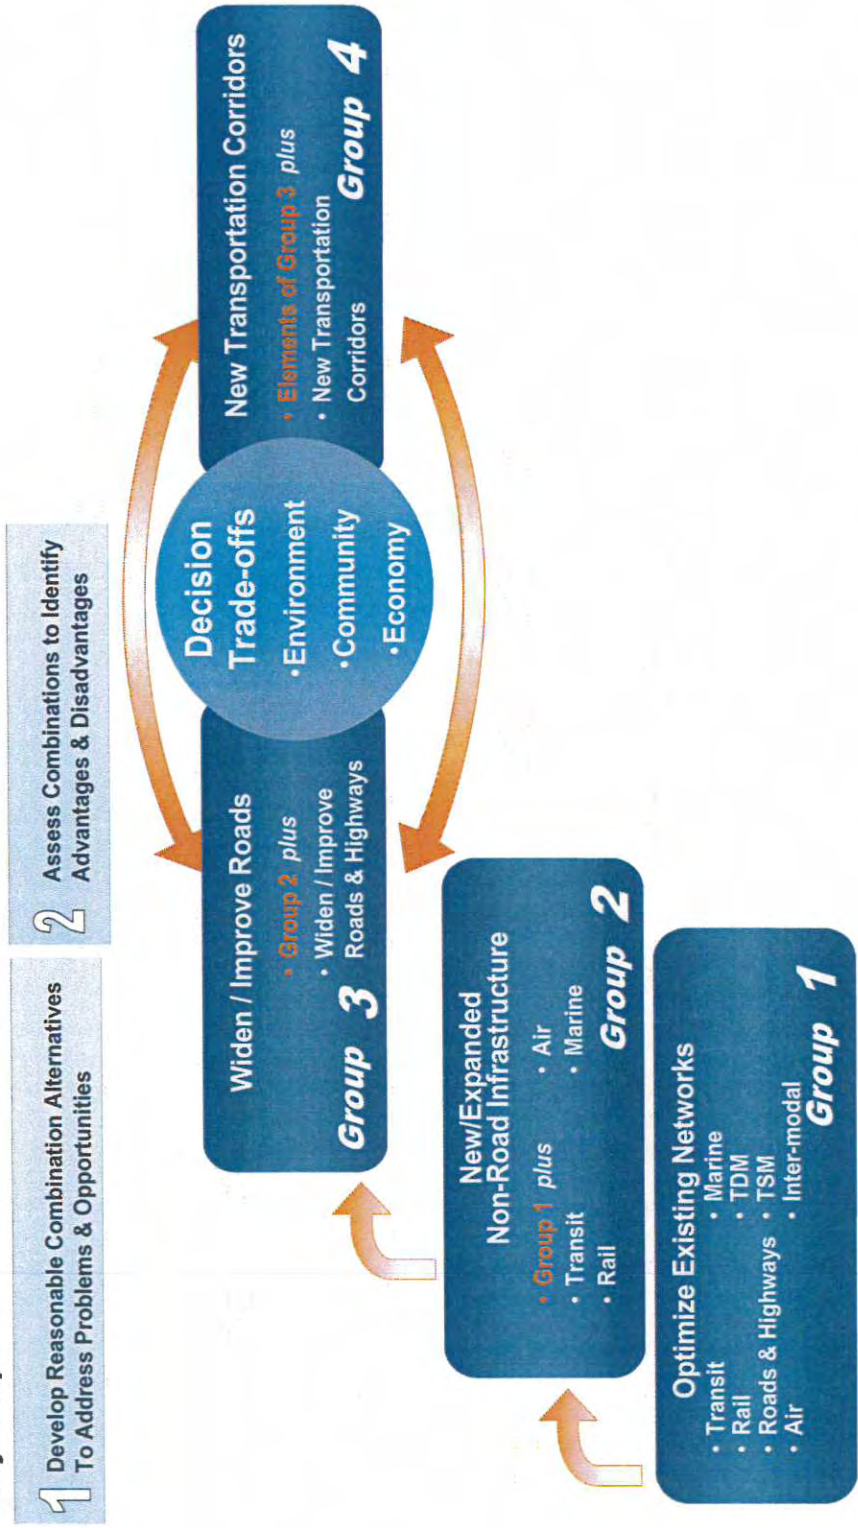 1 Develop Reasonable Combination Alternatives
To Address Problems & Opportunities
2 Assess Combinations to Identify
Advantages & Disadvantages
Widen / Improve Roads
• Group 2 plus
• Widen / Improve
Roads & Highways
Group 3
Decision
Trade-offs
•Environment
•Community
•Economy
New Transportation Corridors
• Elements of Group 3 plus
• New Transportation
Corridors
Group 4
New/Expanded
Non-Road Infrastructure
• Group 1 plus
• Transit
• Rail
• Air
• Marine
Group 2
Optimize Existing Networks
• Transit
• Rail
• Roads & Highways
• Air
• Marine
• TDM
• TSM
• Inter-modal
Group 1